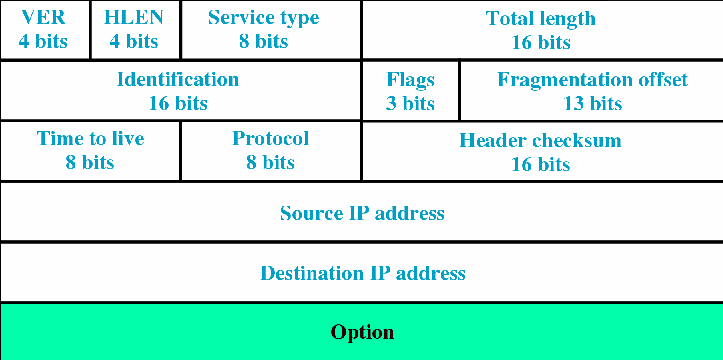 VER HLEN Service type Total length
4 bits 4 bits 8 bits 16 bits
Identification Flags Fragmentation offset
16 bits 3 bits 13 bits
Time to live Protocol Header checksum
8 bits 8 bits 16 bits
Source IP address
Destination IP address
Option